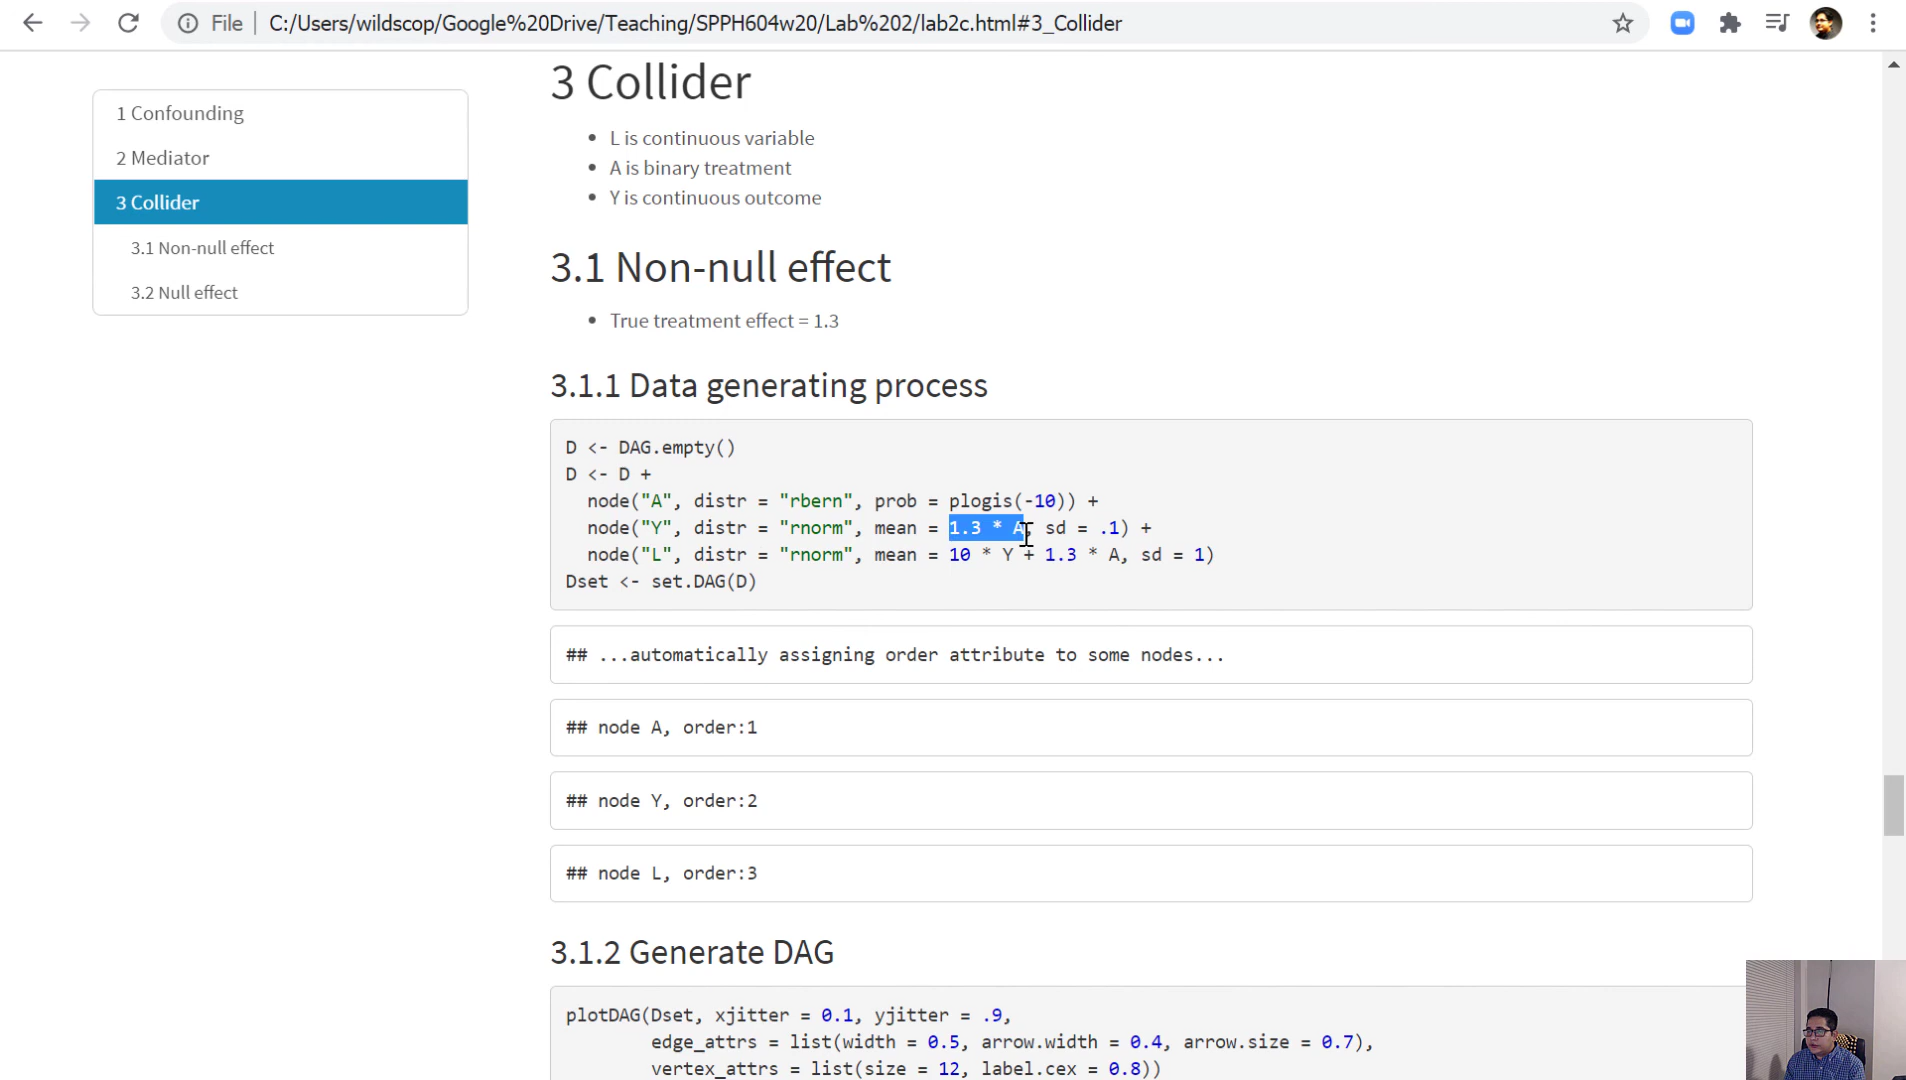 File
C:/Users/wildscop/Google%20Drive/Teaching/SPPH604w20/Lab%202/lab2c.html#3_Collider
1 Confounding
2 Mediator
3 Collider
3.1 Non-null effect
3.2 Null effect
3 Collider
• L is continuous variable
• A is binary treatment
• Y is continuous outcome
3.1 Non-null effect
• True treatment effect = 1.3
3.1.1 Data generating process
D <- DAG.empty()
D <- D +
  node("A", distr = "rbern", prob = plogis(-10)) +
  node("Y", distr = "rnorm", mean = 1.3 * A, sd = .1) +
  node("L", distr = "rnorm", mean = 10 * Y + 1.3 * A, sd = 1)
Dset <- set.DAG(D)
## ...automatically assigning order attribute to some nodes...
## node A, order:1
## node Y, order:2
## node L, order:3
3.1.2 Generate DAG
plotDAG(Dset, xjitter = 0.1, yjitter = .9,
        edge_attrs = list(width = 0.5, arrow.width = 0.4, arrow.size = 0.7),
        vertex_attrs = list(size = 12, label.cex = 0.8))